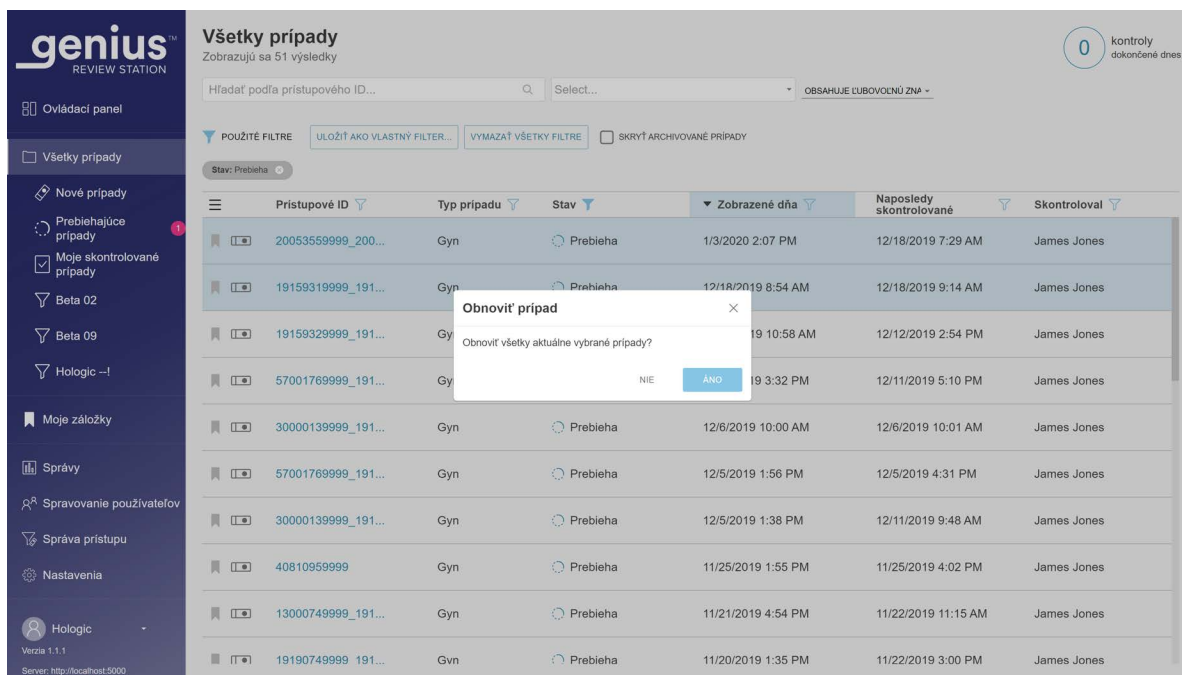 genius™
REVIEW STATION
Ovládací panel
Všetky prípady
Nové prípady
Prebiehajúce
prípady
1
Moje skontrolované
prípady
Beta 02
Beta 09
Hologic --!
Moje záložky
Správy
Spravovanie používateľov
Správa prístupu
Nastavenia
Hologic
Verzia 1.1.1
Server: http://localhost:5000
Všetky prípady
Zobrazujú sa 51 výsledky
0 kontroly
dokončené dnes
Hľadať podľa prístupového ID... Select... OBSAHUJE ĽUBOVOĽNÚ ZNA
POUŽITÉ FILTRE ULOŽIŤ AKO VLASTNÝ FILTER... VYMAZAŤ VŠETKY FILTRE SKRYŤ ARCHIVOVANÉ PRÍPADY
Stav: Prebieha
Prístupové ID Typ prípadu Stav Zobrazené dňa Naposledy skontrolované Skontroloval
20053559999_200... Gyn Prebieha 1/3/2020 2:07 PM 12/18/2019 7:29 AM James Jones
19159319999_191... Gyn Prebieha 12/18/2019 8:54 AM 12/18/2019 9:14 AM James Jones
19159329999_191... Gy 19 10:58 AM 12/12/2019 2:54 PM James Jones
57001769999_191... Gy 19 3:32 PM 12/11/2019 5:10 PM James Jones
30000139999_191... Gyn Prebieha 12/6/2019 10:00 AM 12/6/2019 10:01 AM James Jones
57001769999_191... Gyn Prebieha 12/5/2019 1:56 PM 12/5/2019 4:31 PM James Jones
30000139999_191... Gyn Prebieha 12/5/2019 1:38 PM 12/11/2019 9:48 AM James Jones
40810959999 Gyn Prebieha 11/25/2019 1:55 PM 11/25/2019 4:02 PM James Jones
13000749999_191... Gyn Prebieha 11/21/2019 4:54 PM 11/22/2019 11:15 AM James Jones
19190749999_191... Gyn Prebieha 11/20/2019 1:35 PM 11/22/2019 3:00 PM James Jones
Obnoviť prípad
Obnoviť všetky aktuálne vybrané prípady?
NIE ÁNO